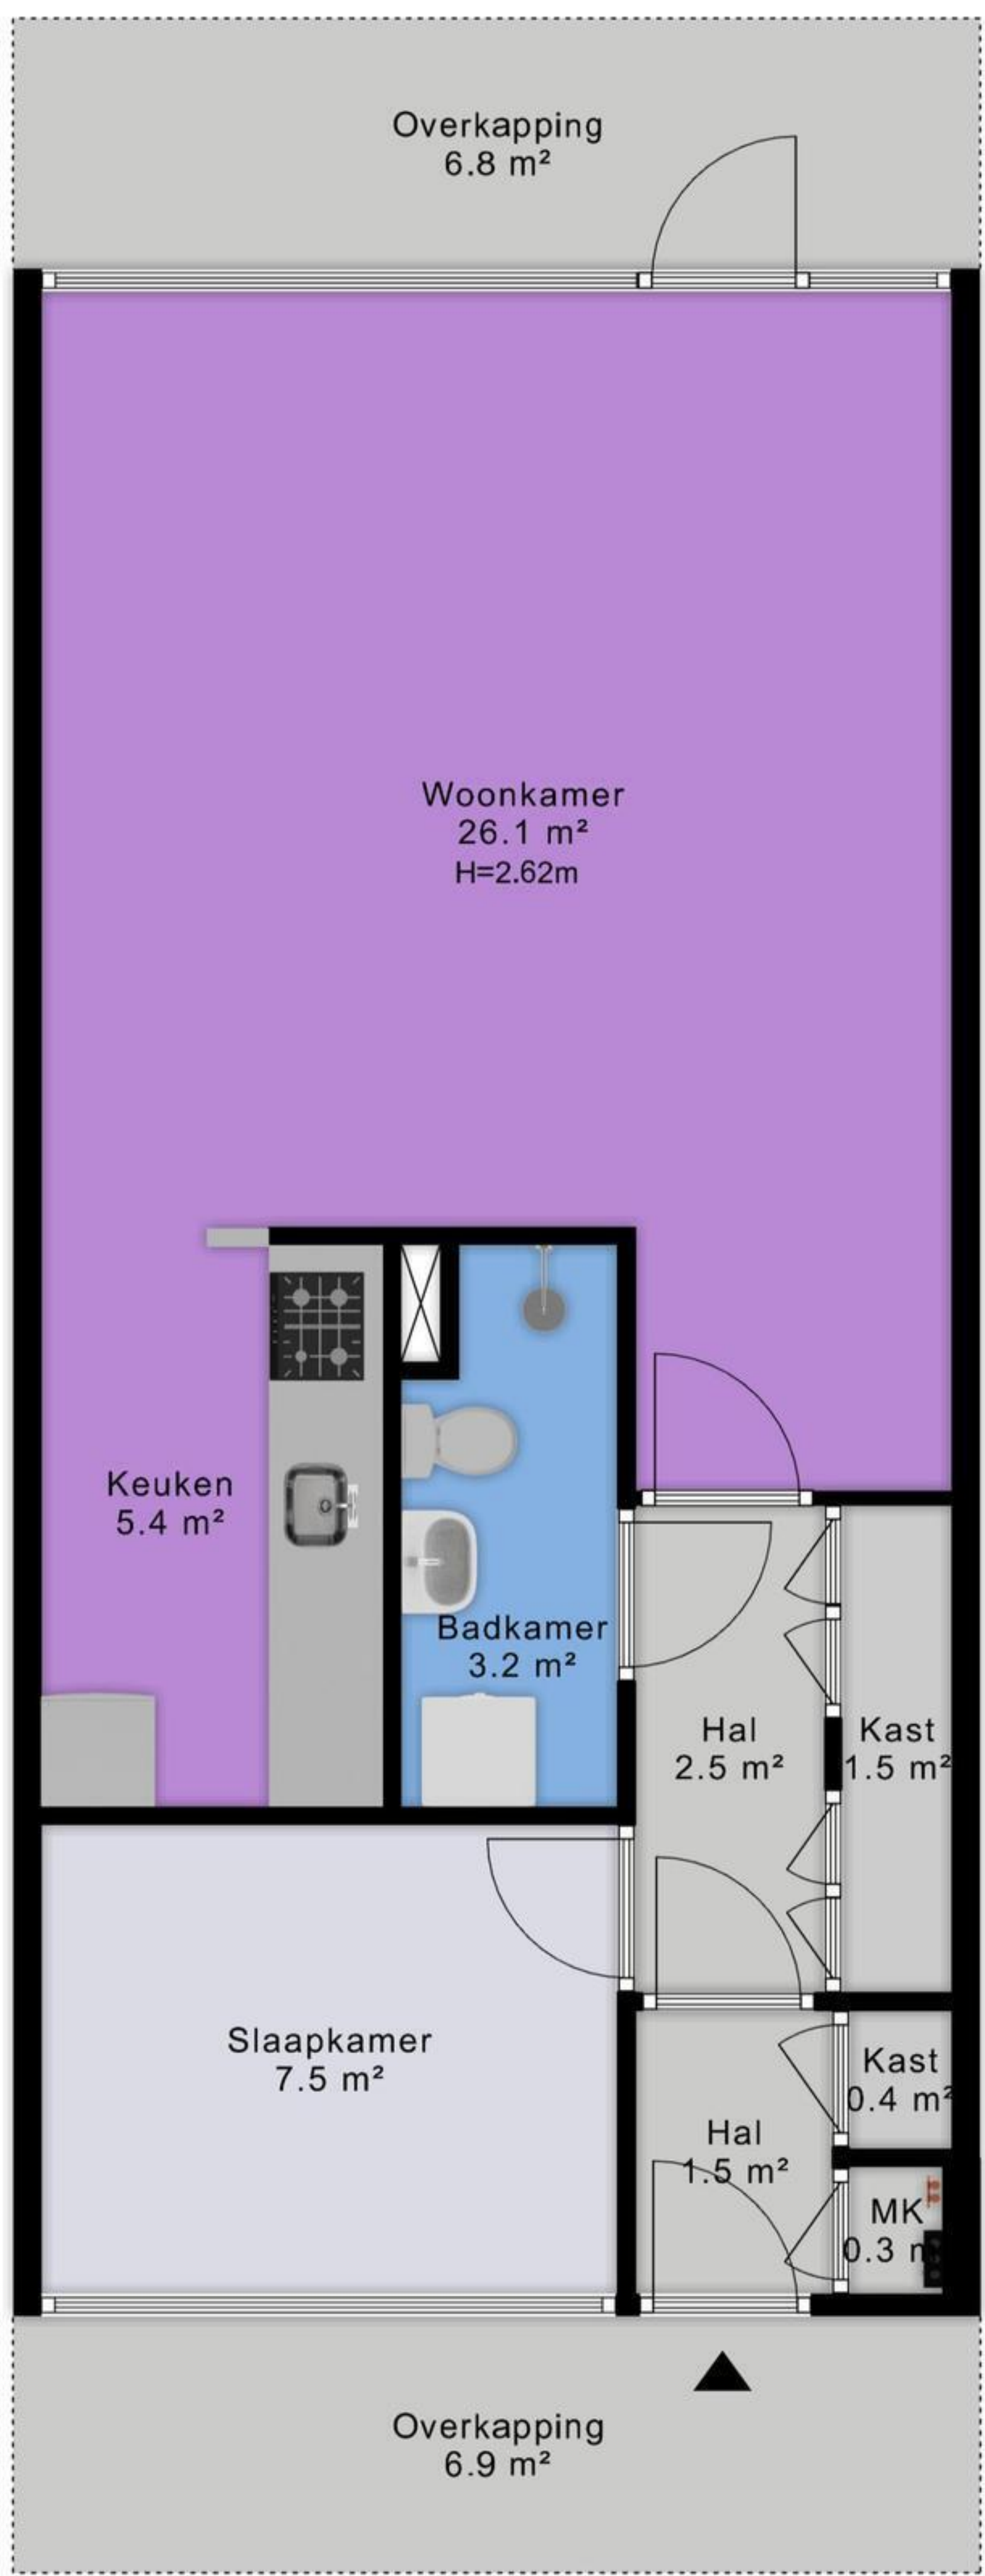 Overkapping
6.8 m²
Woonkamer
26.1 m²
H=2.62m
Keuken
5.4 m²
Badkamer
3.2 m²
Hal
2.5 m²
Kast
1.5 m²
Slaapkamer
7.5 m²
Kast
0.4 m²
Hal
1.5 m²
MK
0.3 m
Overkapping
6.9 m²